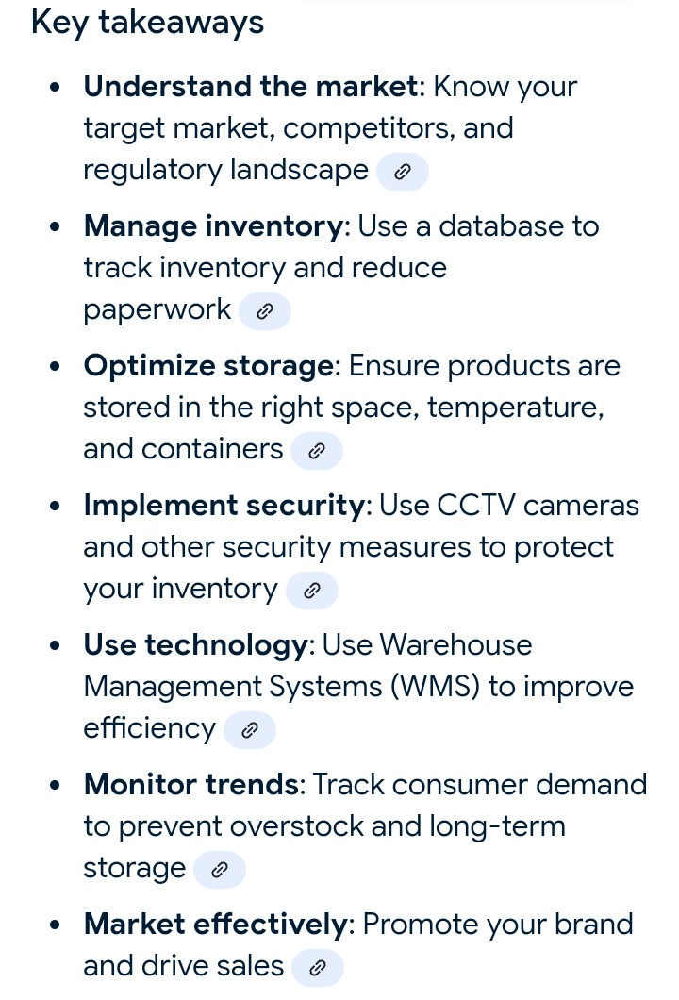 Key takeaways
• Understand the market: Know your
target market, competitors, and
regulatory landscape
• Manage inventory: Use a database to
track inventory and reduce
paperwork
• Optimize storage: Ensure products are
stored in the right space, temperature,
and containers
• Implement security: Use CCTV cameras
and other security measures to protect
your inventory
• Use technology: Use Warehouse
Management Systems (WMS) to improve
efficiency
• Monitor trends: Track consumer demand
to prevent overstock and long-term
storage
• Market effectively: Promote your brand
and drive sales